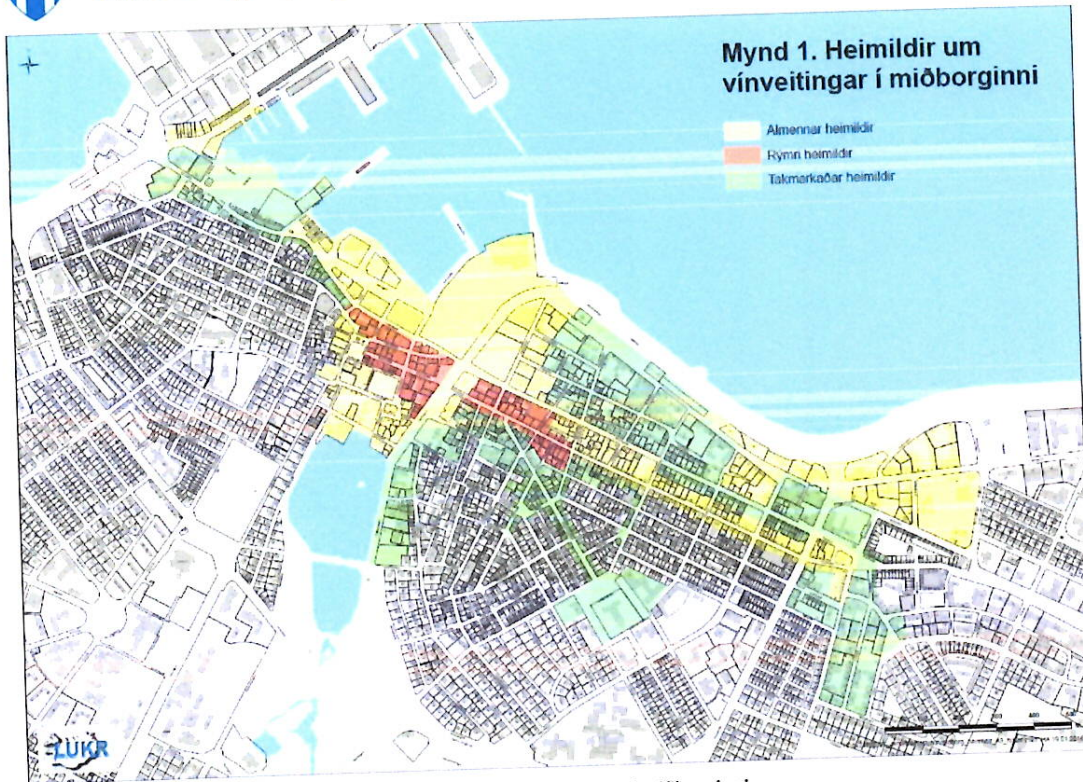 Mynd 1. Heimildir um
vínveitingar í miðborginni
Almennar heimildir
Rýmri heimildir
Takmarkaðar heimildir
LUKR